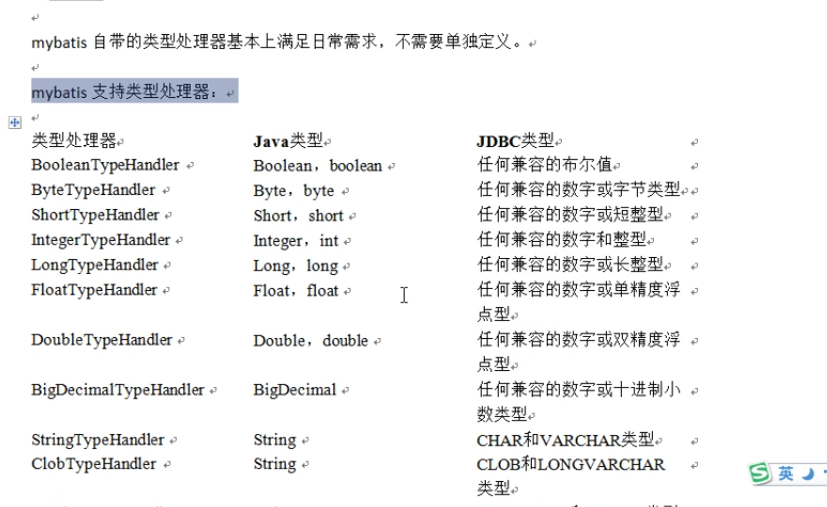 mybatis 自带的类型处理器基本上满足日常需求，不需要单独定义。
mybatis 支持类型处理器：
类型处理器 Java类型 JDBC类型
BooleanTypeHandler Boolean，boolean 任何兼容的布尔值
ByteTypeHandler Byte，byte 任何兼容的数字或字节类型
ShortTypeHandler Short，short 任何兼容的数字或短整型
IntegerTypeHandler Integer，int 任何兼容的数字和整型
LongTypeHandler Long，long 任何兼容的数字或长整型
FloatTypeHandler Float，float 任何兼容的数字或单精度浮
点型
DoubleTypeHandler Double，double 任何兼容的数字或双精度浮
点型
BigDecimalTypeHandler BigDecimal 任何兼容的数字或十进制小
数类型
StringTypeHandler String CHAR和VARCHAR类型
ClobTypeHandler String CLOB和LONGVARCHAR
类型
S 英